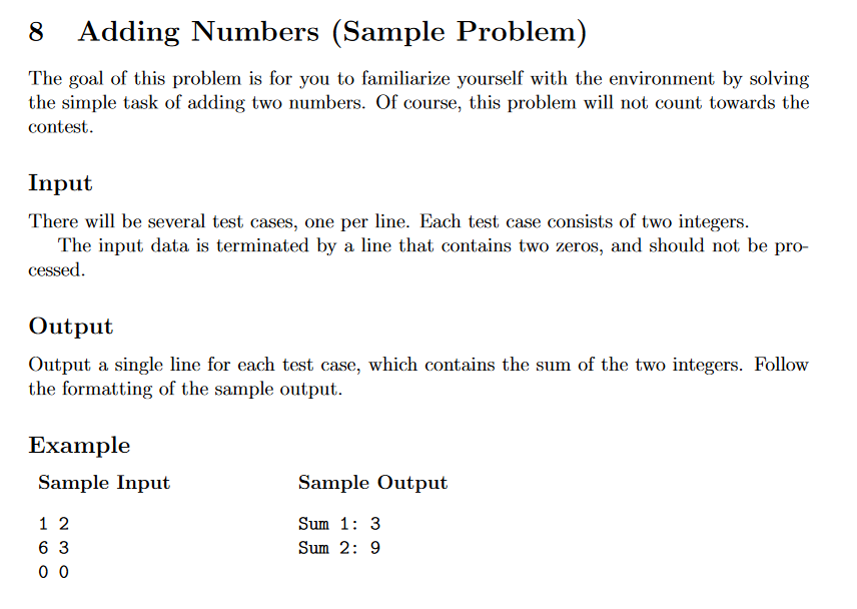 8 Adding Numbers (Sample Problem)
The goal of this problem is for you to familiarize yourself with the environment by solving
the simple task of adding two numbers. Of course, this problem will not count towards the
contest.
Input
There will be several test cases, one per line. Each test case consists of two integers.
The input data is terminated by a line that contains two zeros, and should not be pro-
cessed.
Output
Output a single line for each test case, which contains the sum of the two integers. Follow
the formatting of the sample output.
Example
Sample Input
1 2
6 3
0 0
Sample Output
Sum 1: 3
Sum 2: 9